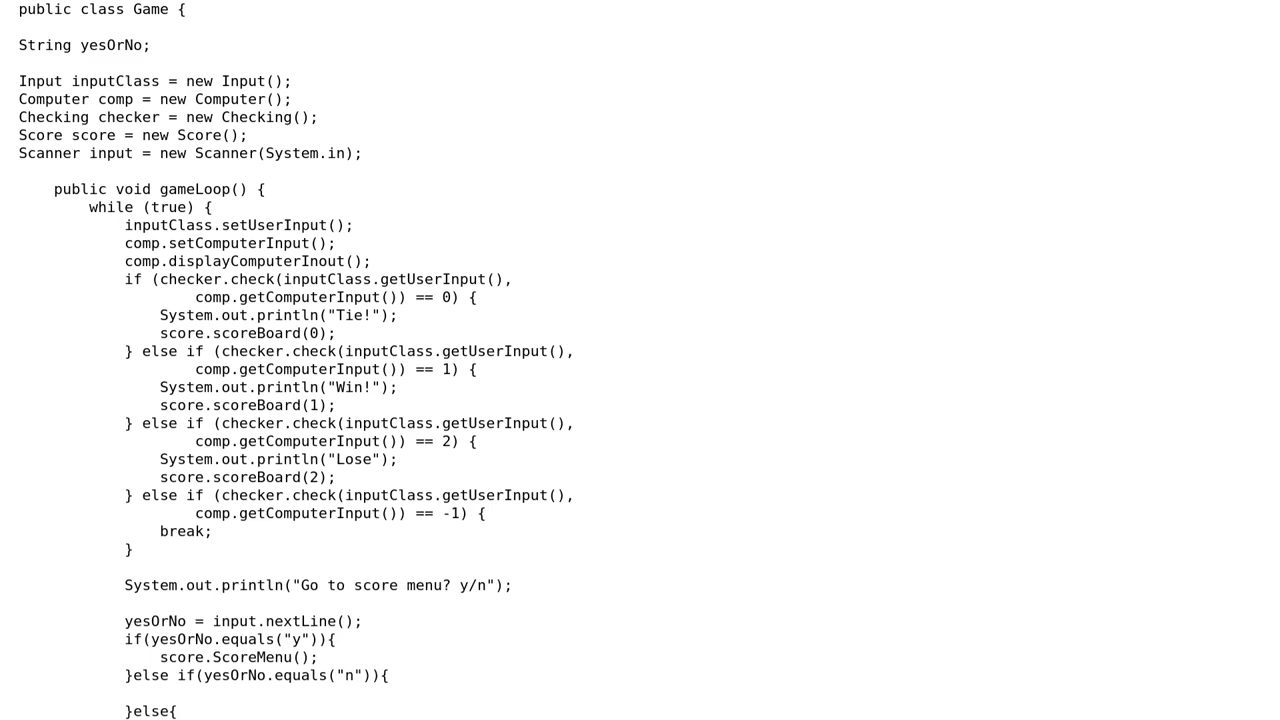 public class Game {
String yesOrNo;
Input inputClass = new Input();
Computer comp = new Computer();
Checking checker = new Checking();
Score score = new Score();
Scanner input = new Scanner(System.in);
public void gameLoop() {
while (true) {
inputClass.setUserInput();
comp.setComputerInput();
comp.displayComputerInout();
if (checker.check(inputClass.getUserInput(),
comp.getComputerInput()) == 0) {
System.out.println("Tie!");
score.scoreBoard(0);
} else if (checker.check(inputClass.getUserInput(),
comp.getComputerInput()) == 1) {
System.out.println("Win!");
score.scoreBoard(1);
} else if (checker.check(inputClass.getUserInput(),
comp.getComputerInput()) == 2) {
System.out.println("Lose");
score.scoreBoard(2);
} else if (checker.check(inputClass.getUserInput(),
comp.getComputerInput()) == -1) {
break;
}
System.out.println("Go to score menu? y/n");
yesOrNo = input.nextLine();
if(yesOrNo.equals("y")){
score.ScoreMenu();
}else if(yesOrNo.equals("n")){
}else{